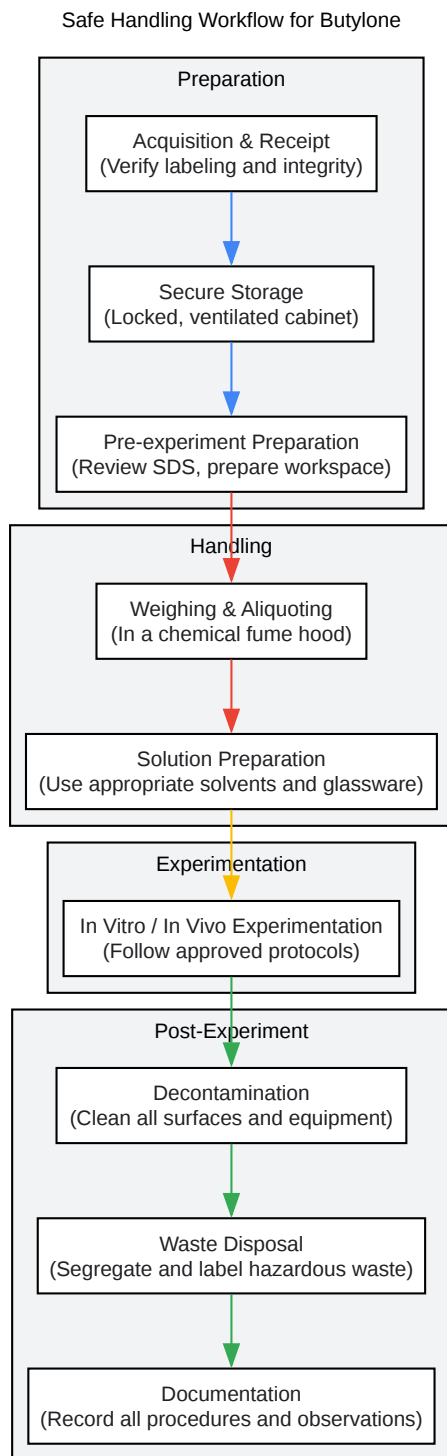 Safe Handling Workflow for Butylone
Preparation
Acquisition & Receipt
(Verify labeling and integrity)
Secure Storage
(Locked, ventilated cabinet)
Pre-experiment Preparation
(Review SDS, prepare workspace)
Handling
Weighing & Aliquoting
(In a chemical fume hood)
Solution Preparation
(Use appropriate solvents and glassware)
Experimentation
In Vitro / In Vivo Experimentation
(Follow approved protocols)
Post-Experiment
Decontamination
(Clean all surfaces and equipment)
Waste Disposal
(Segregate and label hazardous waste)
Documentation
(Record all procedures and observations)